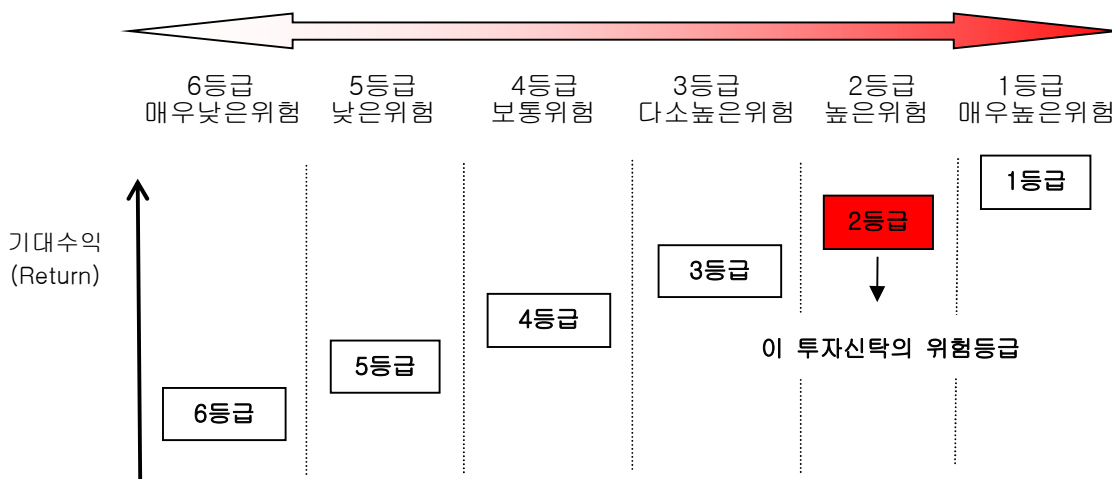 6등급
매우낮은위험
5등급
낮은위험
4등급
보통위험
3등급
다소높은위험
2등급
높은위험
1등급
매우높은위험
1등급
2등급
기대수익
(Return)
3등급
4등급
이 투자신탁의 위험등급
5등급
6등급